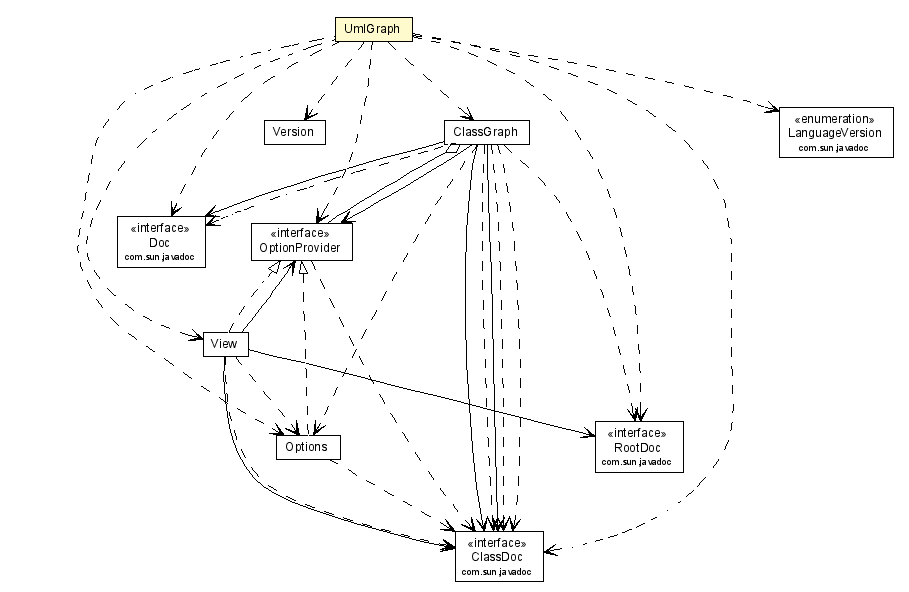 UmlGraph
«enumeration»
LanguageVersion
com.sun.javadoc
Version
ClassGraph
«interface»
Doc
com.sun.javadoc
«interface»
OptionProvider
View
«interface»
RootDoc
com.sun.javadoc
Options
«interface»
ClassDoc
com.sun.javadoc